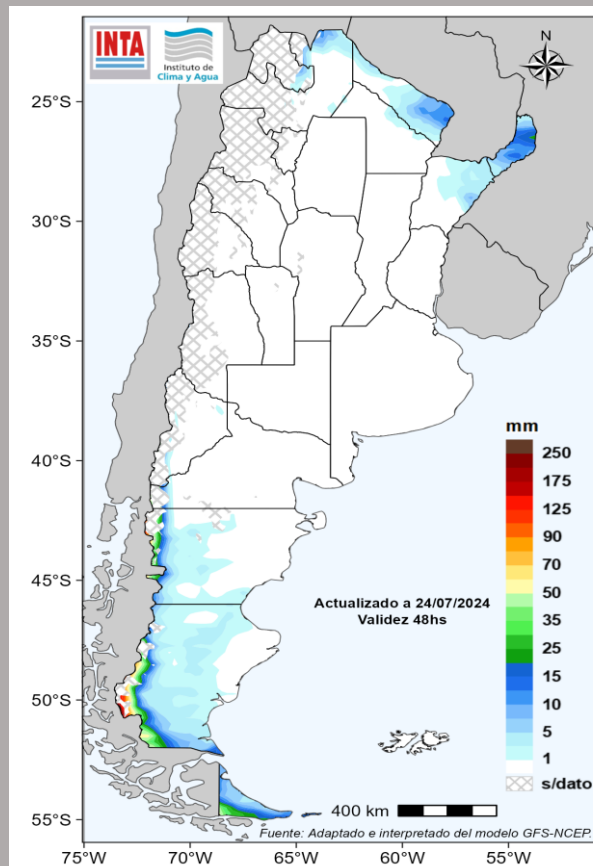 INTA
Instituto de
Clima y Agua
N
25°S
30°S
35°S
40°S
45°S
50°S
55°S
mm
250
175
125
90
70
50
35
25
15
10
5
1
s/dato
Actualizado a 24/07/2024
Validez 48hs
400 km
Fuente: Adaptado e interpretado del modelo GFS-NCEP.
75°W
70°W
65°W
60°W
55°W